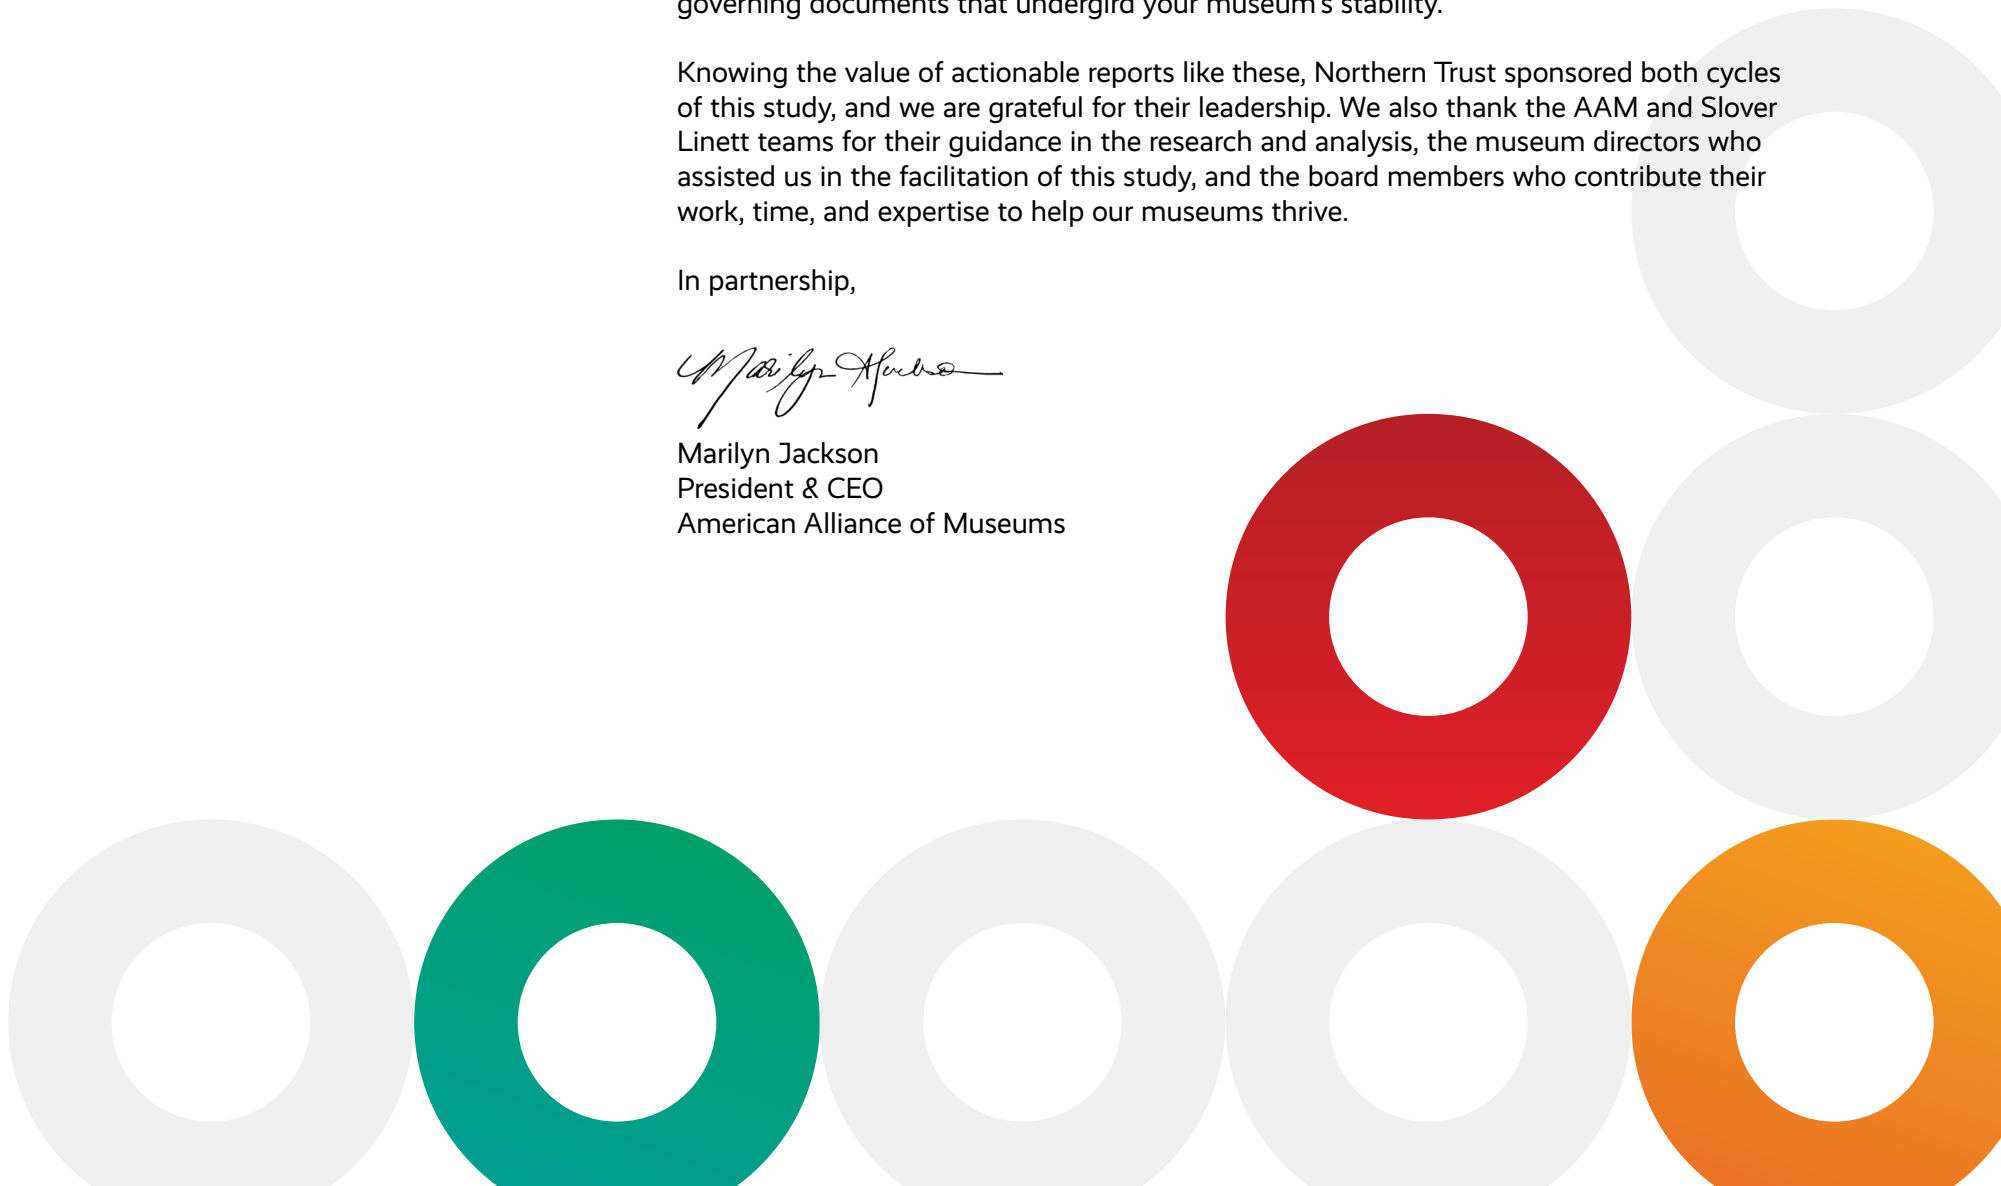 governing documents that undergird your museum's stability.
Knowing the value of actionable reports like these, Northern Trust sponsored both cycles
of this study, and we are grateful for their leadership. We also thank the AAM and Slover
Linett teams for their guidance in the research and analysis, the museum directors who
assisted us in the facilitation of this study, and the board members who contribute their
work, time, and expertise to help our museums thrive.
In partnership,
Marilyn Jackson
Marilyn Jackson
President & CEO
American Alliance of Museums